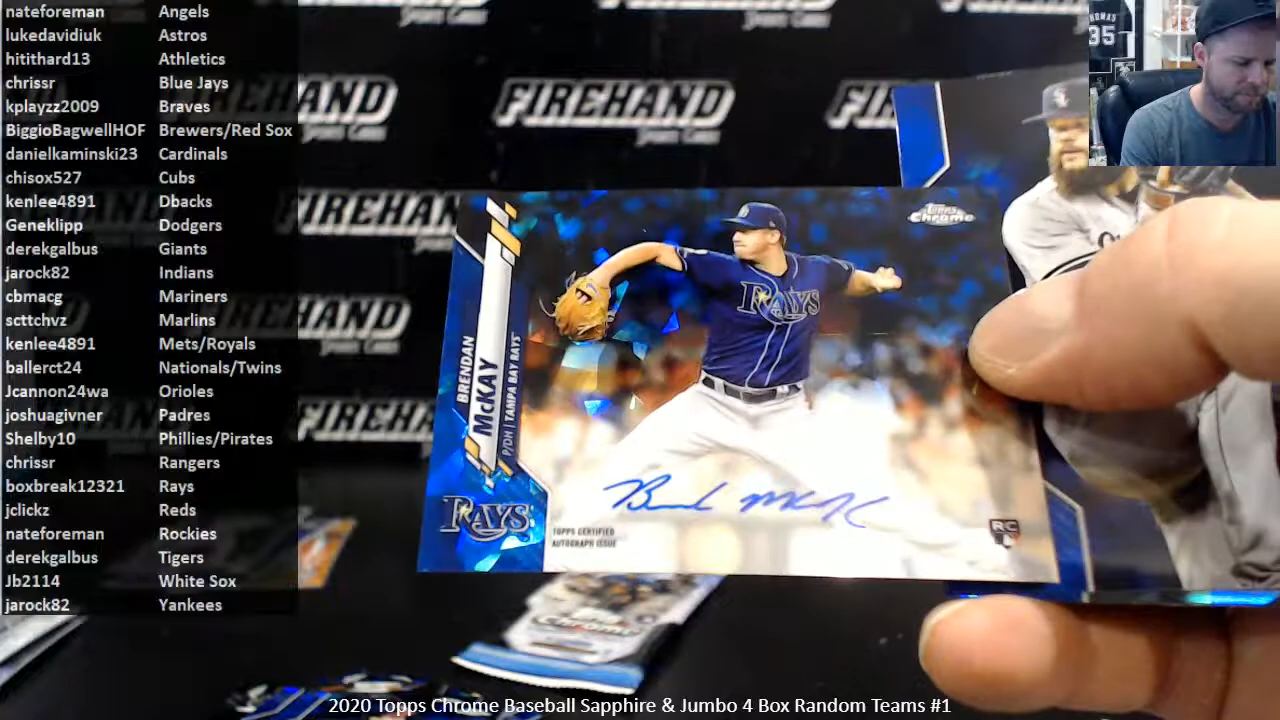 nateforeman Angels
lukedavidiuk Astros
hitithard13 Athletics
chrissr Blue Jays
kplayzz2009 Braves
BiggioBagwellHOF Brewers/Red Sox
danielkaminski23 Cardinals
chisox527 Cubs
kenlee4891 Dbacks
Geneklipp Dodgers
derekgalbus Giants
jarock82 Indians
cbmacg Mariners
scttchvz Marlins
kenlee4891 Mets/Royals
ballerct24 Nationals/Twins
Jcannon24wa Orioles
joshuagivner Padres
Shelby10 Phillies/Pirates
chrissr Rangers
boxbreak12321 Rays
jclickz Reds
nateforeman Rockies
derekgalbus Tigers
Jb2114 White Sox
jarock82 Yankees
FIREHAND
Sports Cards
THOMAS
35
Topps
Chrome
BRENDAN
McKAY
P/DH | TAMPA BAY RAYS
RAYS
RAYS
TOPPS CERTIFIED
AUTOGRAPH ISSUE
RC
Chrome
2020 Topps Chrome Baseball Sapphire & Jumbo 4 Box Random Teams #1